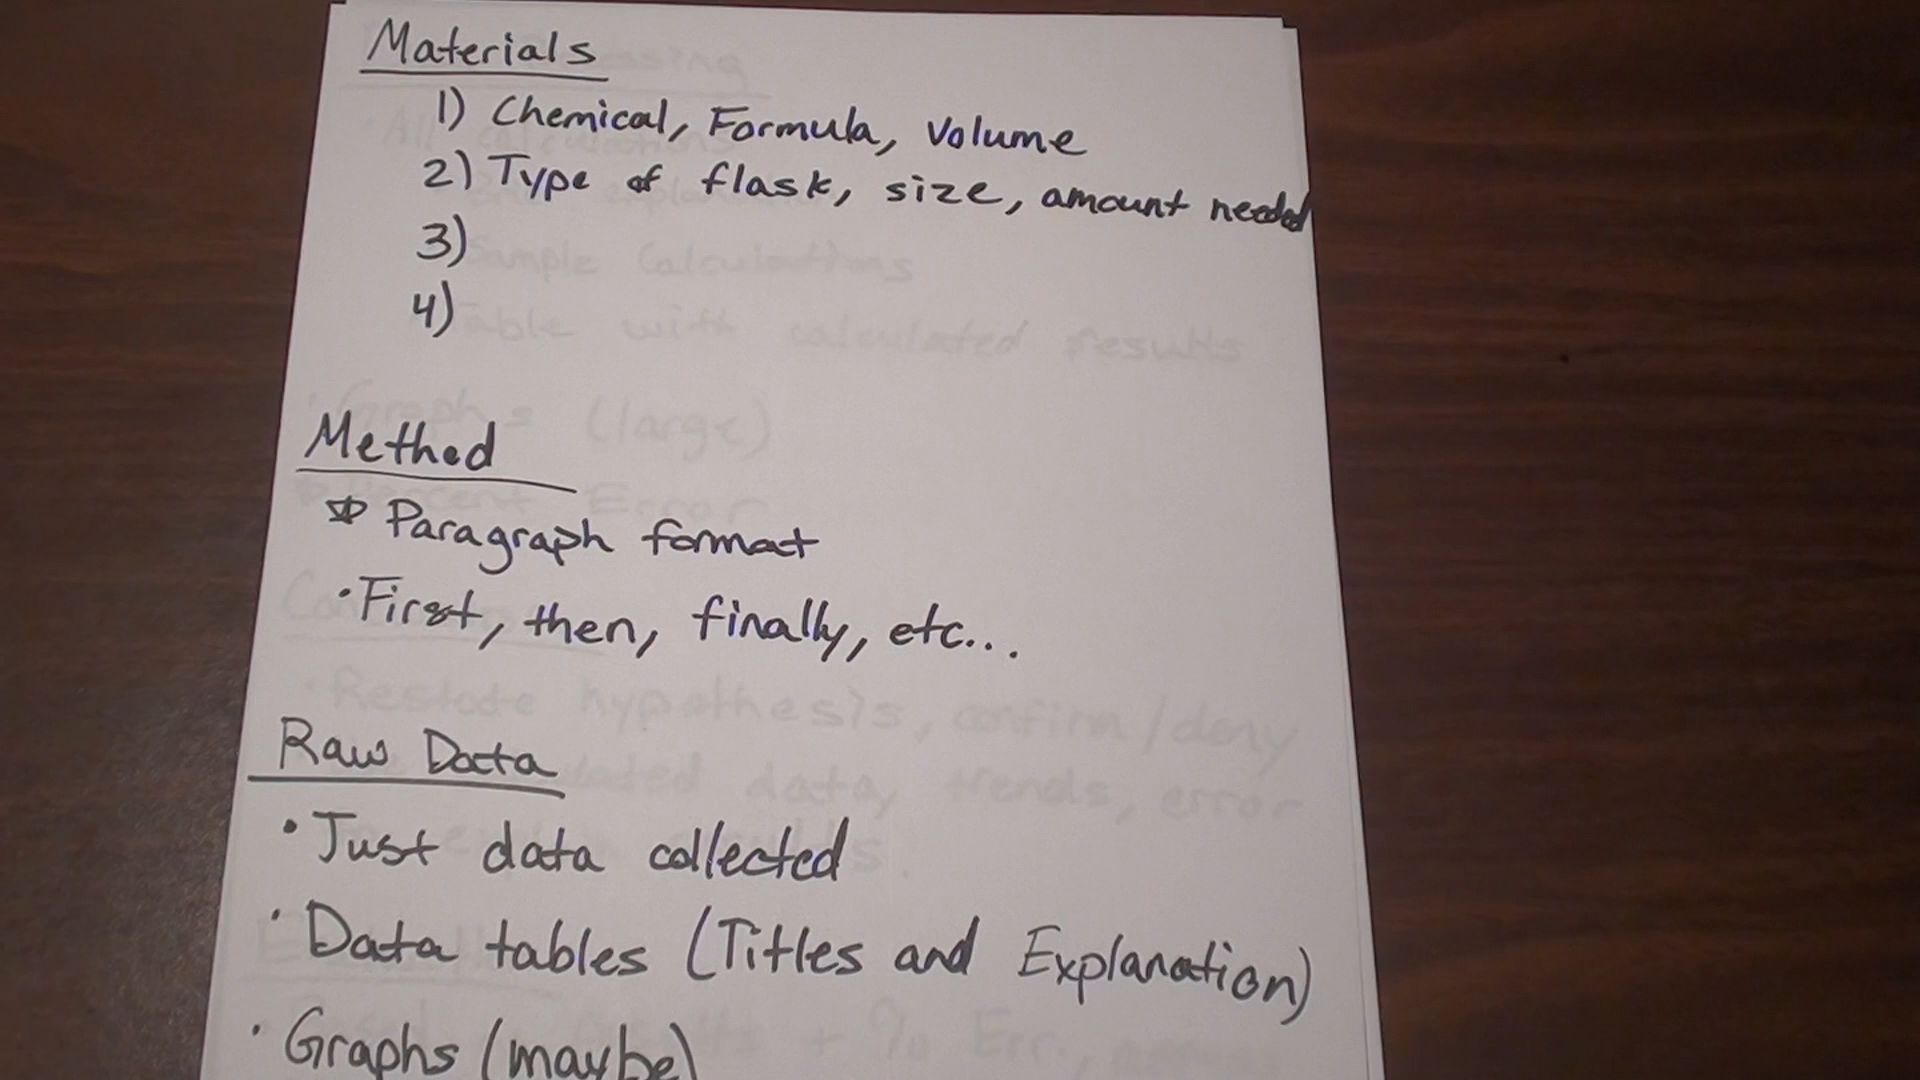 Materials
1) Chemical, Formula, Volume
2) Type of flask, size, amount needed
3)
4)
Method
Paragraph format
• First, then, finally, etc...
Raw Data
• Just data collected
• Data tables (Titles and Explanation)
• Graphs (maybe)